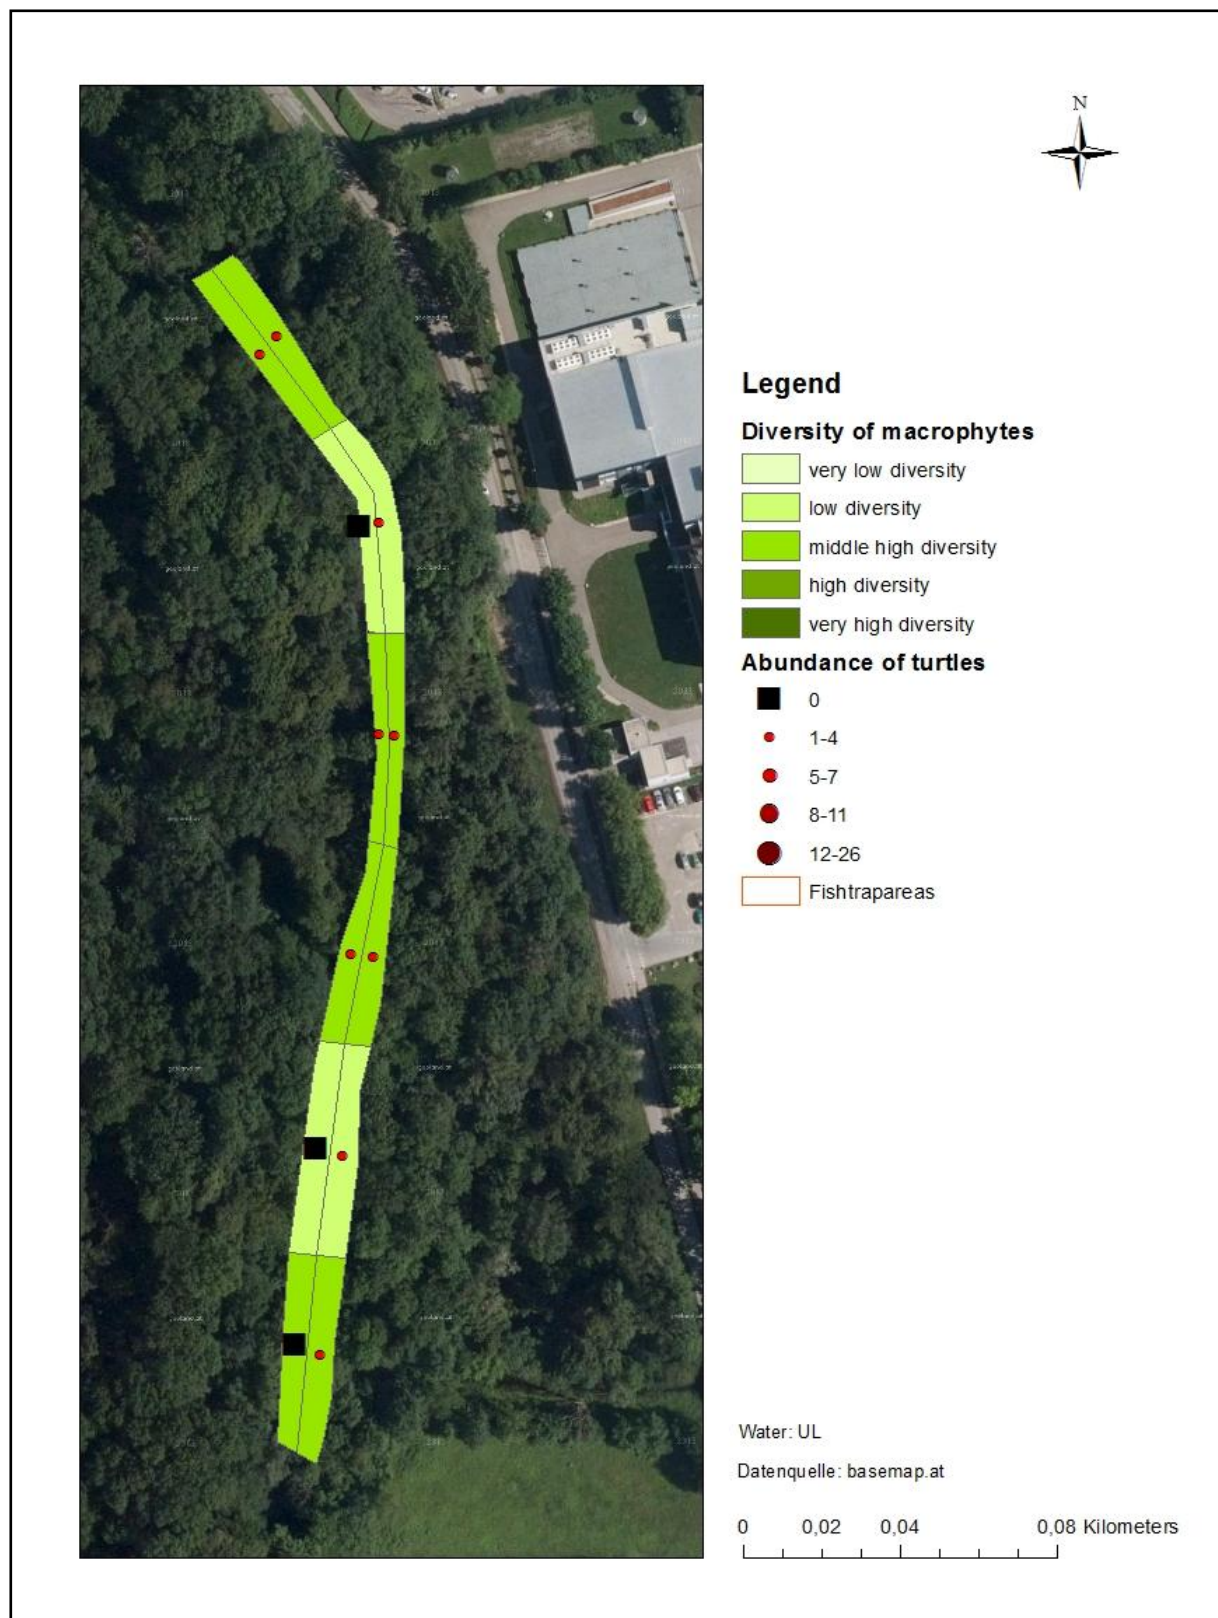 N
Legend
Diversity of macrophytes
very low diversity
low diversity
middle high diversity
high diversity
very high diversity
Abundance of turtles
0
1-4
5-7
8-11
12-26
Fishtrapareas
Water: UL
Datenquelle: basemap.at
0 0,02 0,04 0,08 Kilometers